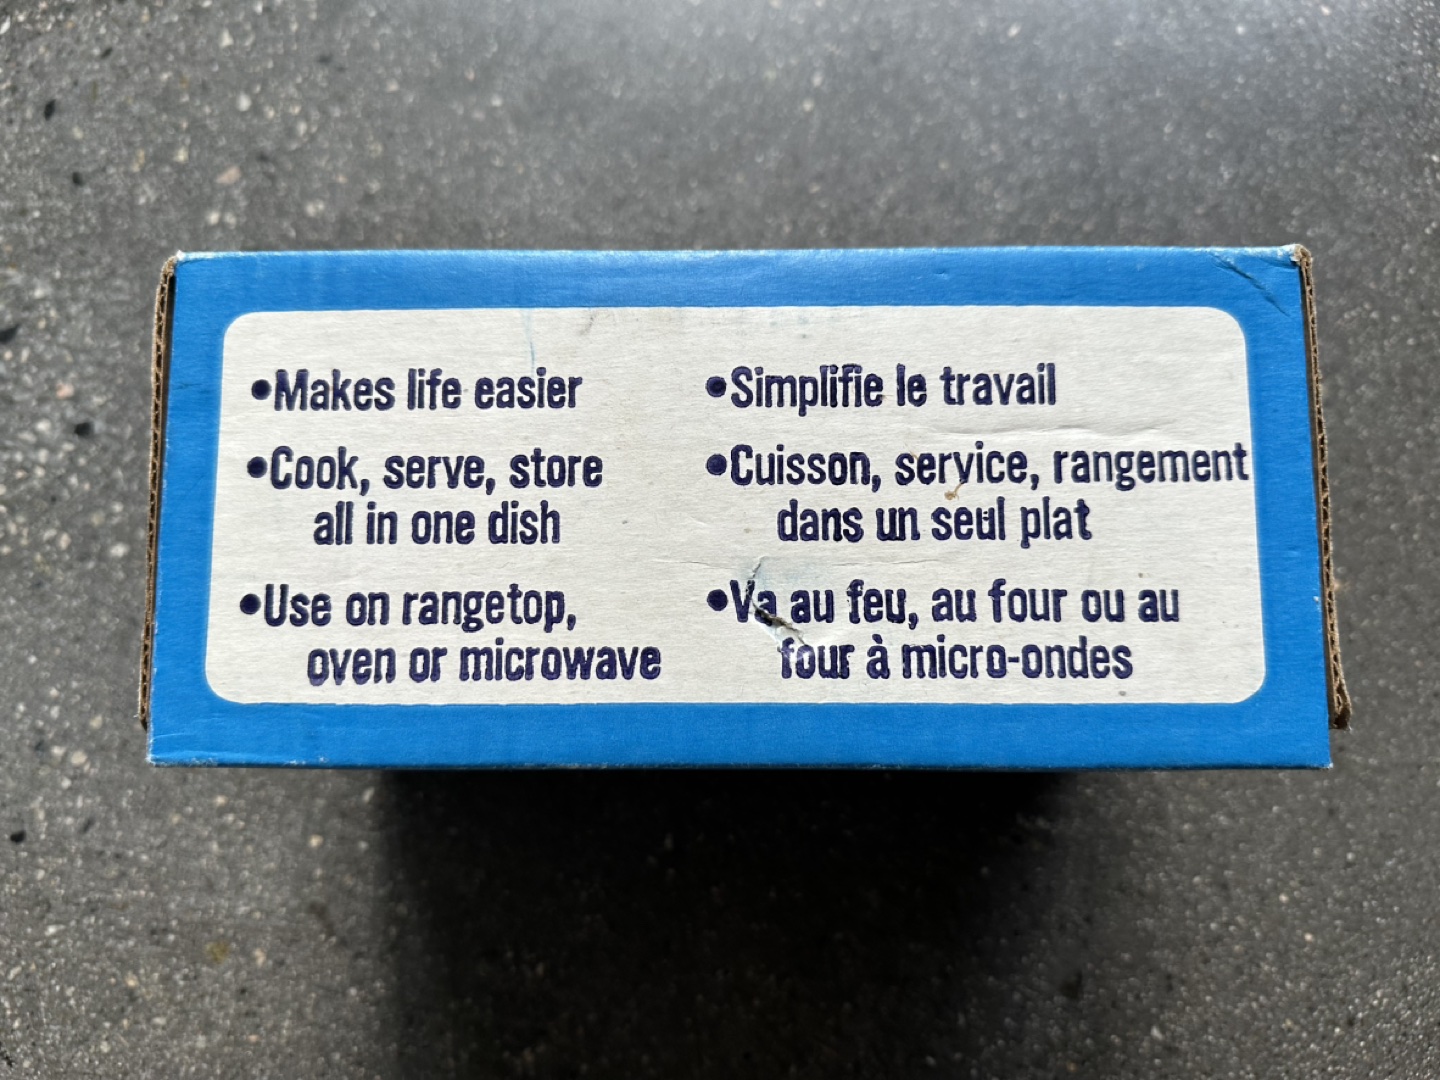 •Makes life easier
•Cook, serve, store
all in one dish
•Use on rangetop,
oven or microwave
•Simplifie le travail
•Cuisson, service, rangement
dans un seul plat
•Va au feu, au four ou au
four à micro-ondes